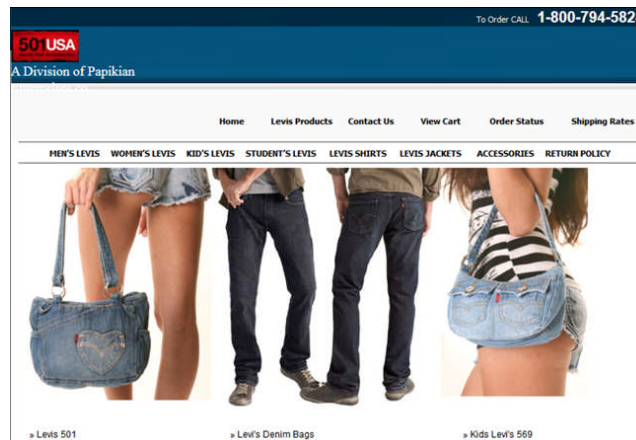 To Order CALL 1-800-794-582
501USA
A Division of Papikian
Home Levis Products Contact Us View Cart Order Status Shipping Rates
MEN'S LEVIS WOMEN'S LEVIS KID'S LEVIS STUDENT'S LEVIS LEVIS SHIRTS LEVIS JACKETS ACCESSORIES RETURN POLICY
» Levis 501 » Levi's Denim Bags » Kids Levi's 569